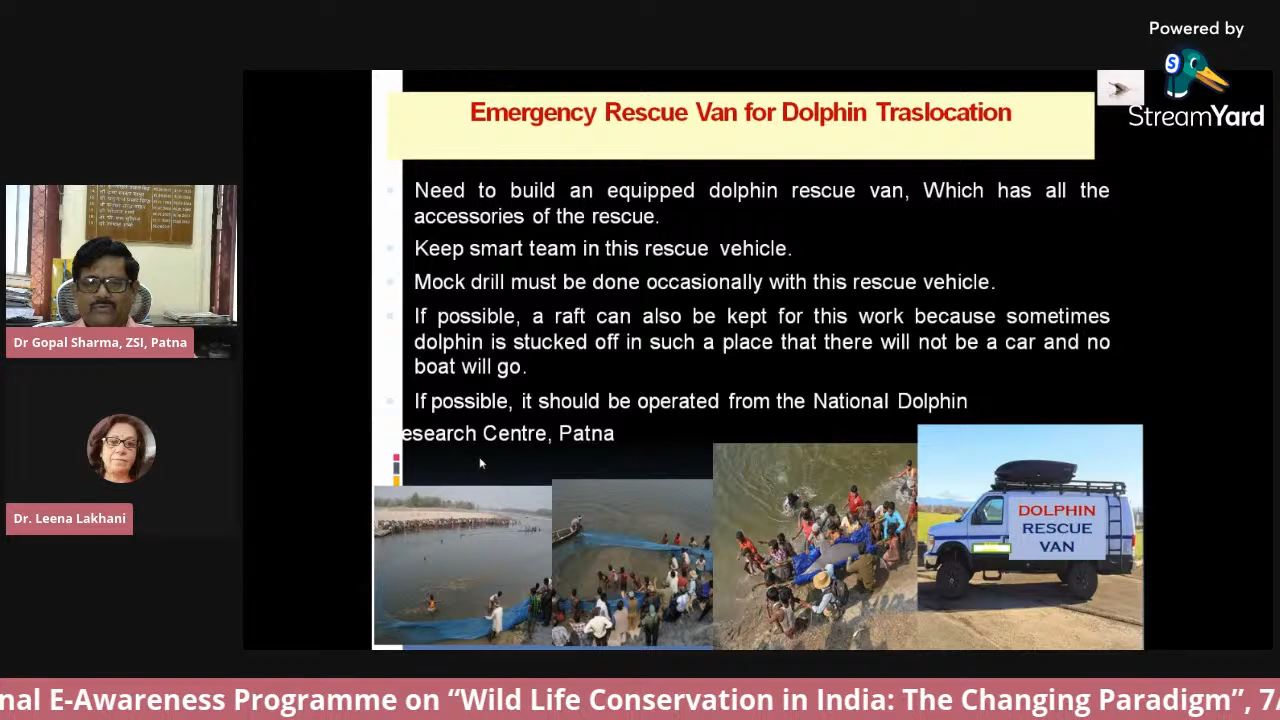 Powered by
S
StreamYard
Emergency Rescue Van for Dolphin Traslocation
Need to build an equipped dolphin rescue van, Which has all the
accessories of the rescue.
Keep smart team in this rescue vehicle.
Mock drill must be done occasionally with this rescue vehicle.
If possible, a raft can also be kept for this work because sometimes
dolphin is stucked off in such a place that there will not be a car and no
boat will go.
If possible, it should be operated from the National Dolphin
esearch Centre, Patna
DOLPHIN
RESCUE
VAN
Dr Gopal Sharma, ZSI, Patna
Dr. Leena Lakhani
nal E-Awareness Programme on “Wild Life Conservation in India: The Changing Paradigm”, 7